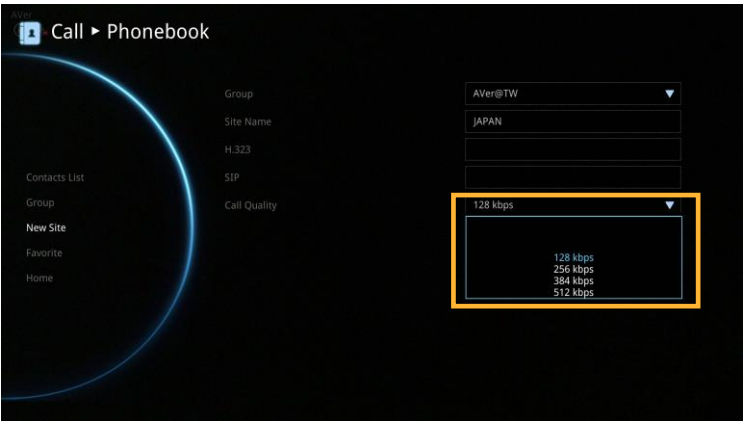 AVer
Call ▸ Phonebook
Group
AVer@TW
Site Name
JAPAN
H.323
Contacts List
SIP
Group
Call Quality
128 kbps
New Site
Favorite
128 kbps
256 kbps
Home
384 kbps
512 kbps